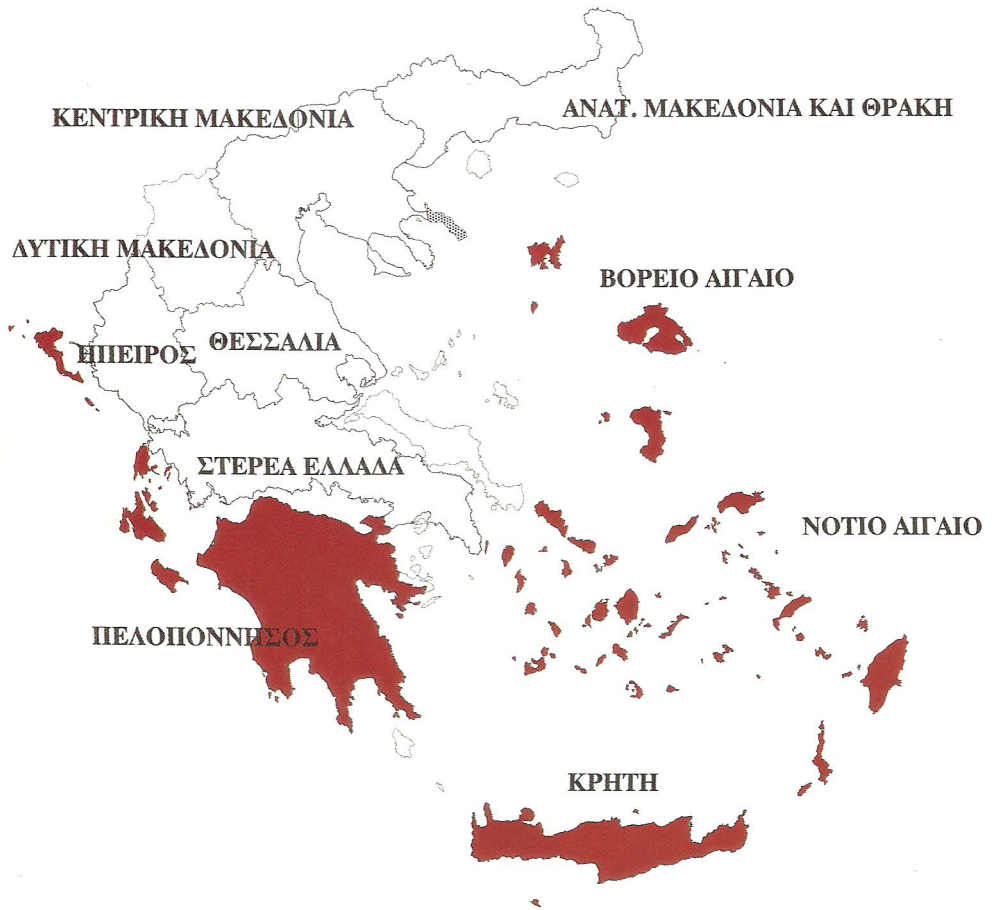 ΚΕΝΤΡΙΚΗ ΜΑΚΕΔΟΝΙΑ
ΑΝΑΤ. ΜΑΚΕΔΟΝΙΑ ΚΑΙ ΘΡΑΚΗ
ΔΥΤΙΚΗ ΜΑΚΕΔΟΝΙΑ
ΒΟΡΕΙΟ ΑΙΓΑΙΟ
ΗΠΕΙΡΟΣ
ΘΕΣΣΑΛΙΑ
ΣΤΕΡΕΑ ΕΛΛΑΔΑ
ΝΟΤΙΟ ΑΙΓΑΙΟ
ΠΕΛΟΠΟΝΝΗΣΟΣ
ΚΡΗΤΗ